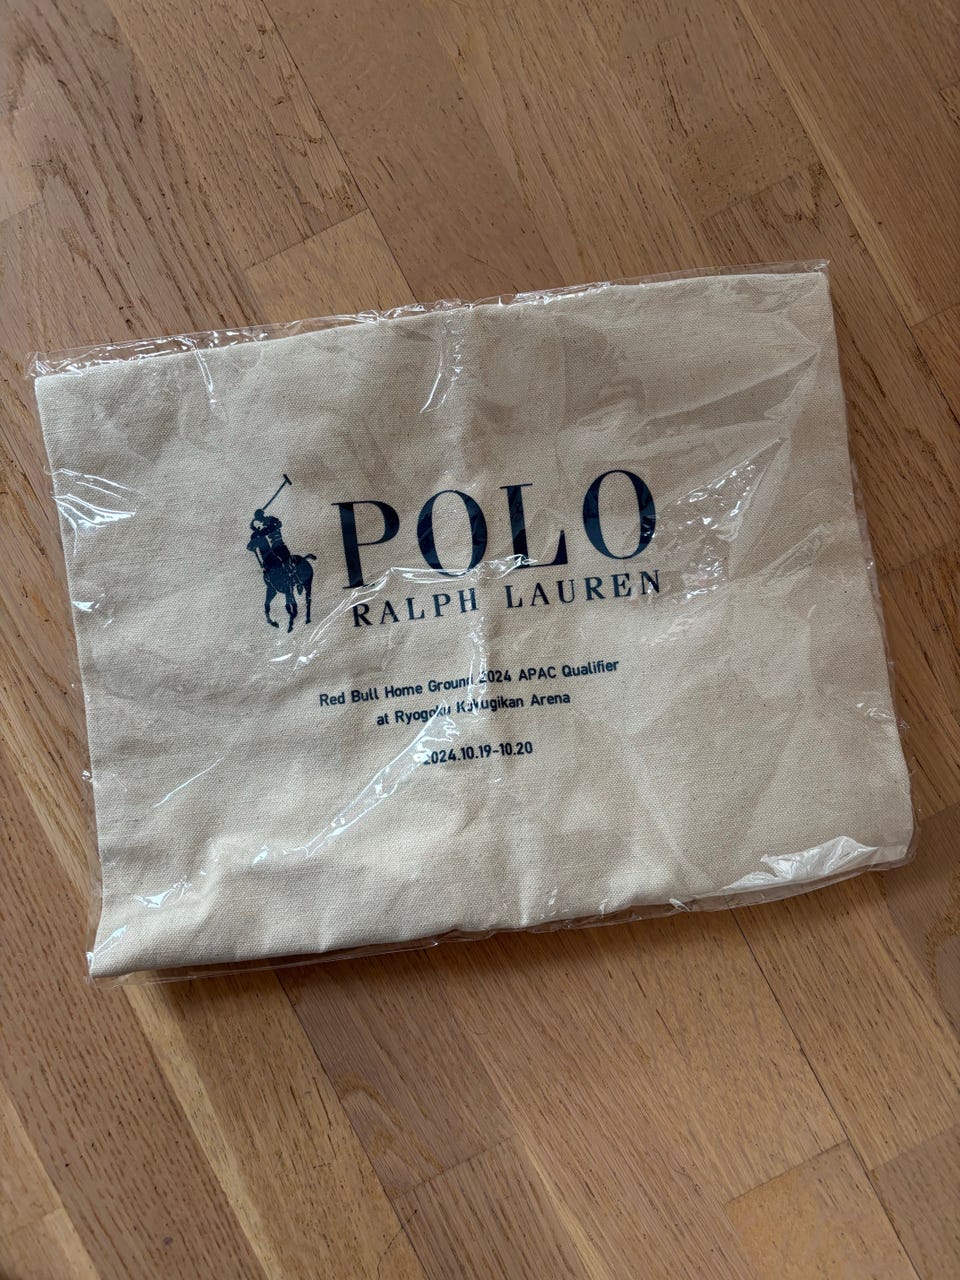 POLO
RALPH LAUREN
Red Bull Home Ground 2024 APAC Qualifier
at Ryogoku Kokugikan Arena
2024.10.19-10.20